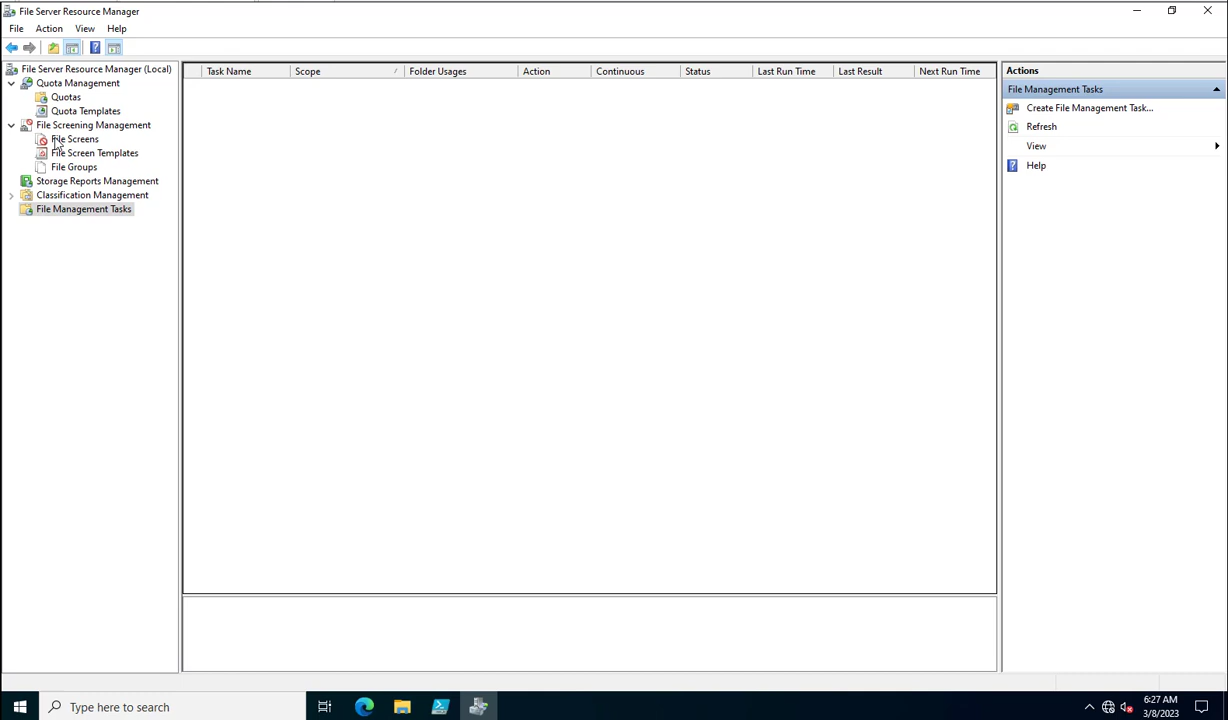 File Server Resource Manager
File Action View Help
File Server Resource Manager (Local)
Quota Management
Quotas
Quota Templates
File Screening Management
File Screens
File Screen Templates
File Groups
Storage Reports Management
Classification Management
File Management Tasks
Task Name Scope Folder Usages Action Continuous Status Last Run Time Last Result Next Run Time
Actions
File Management Tasks
Create File Management Task...
Refresh
View
Help
Type here to search
6:27 AM
3/8/2023